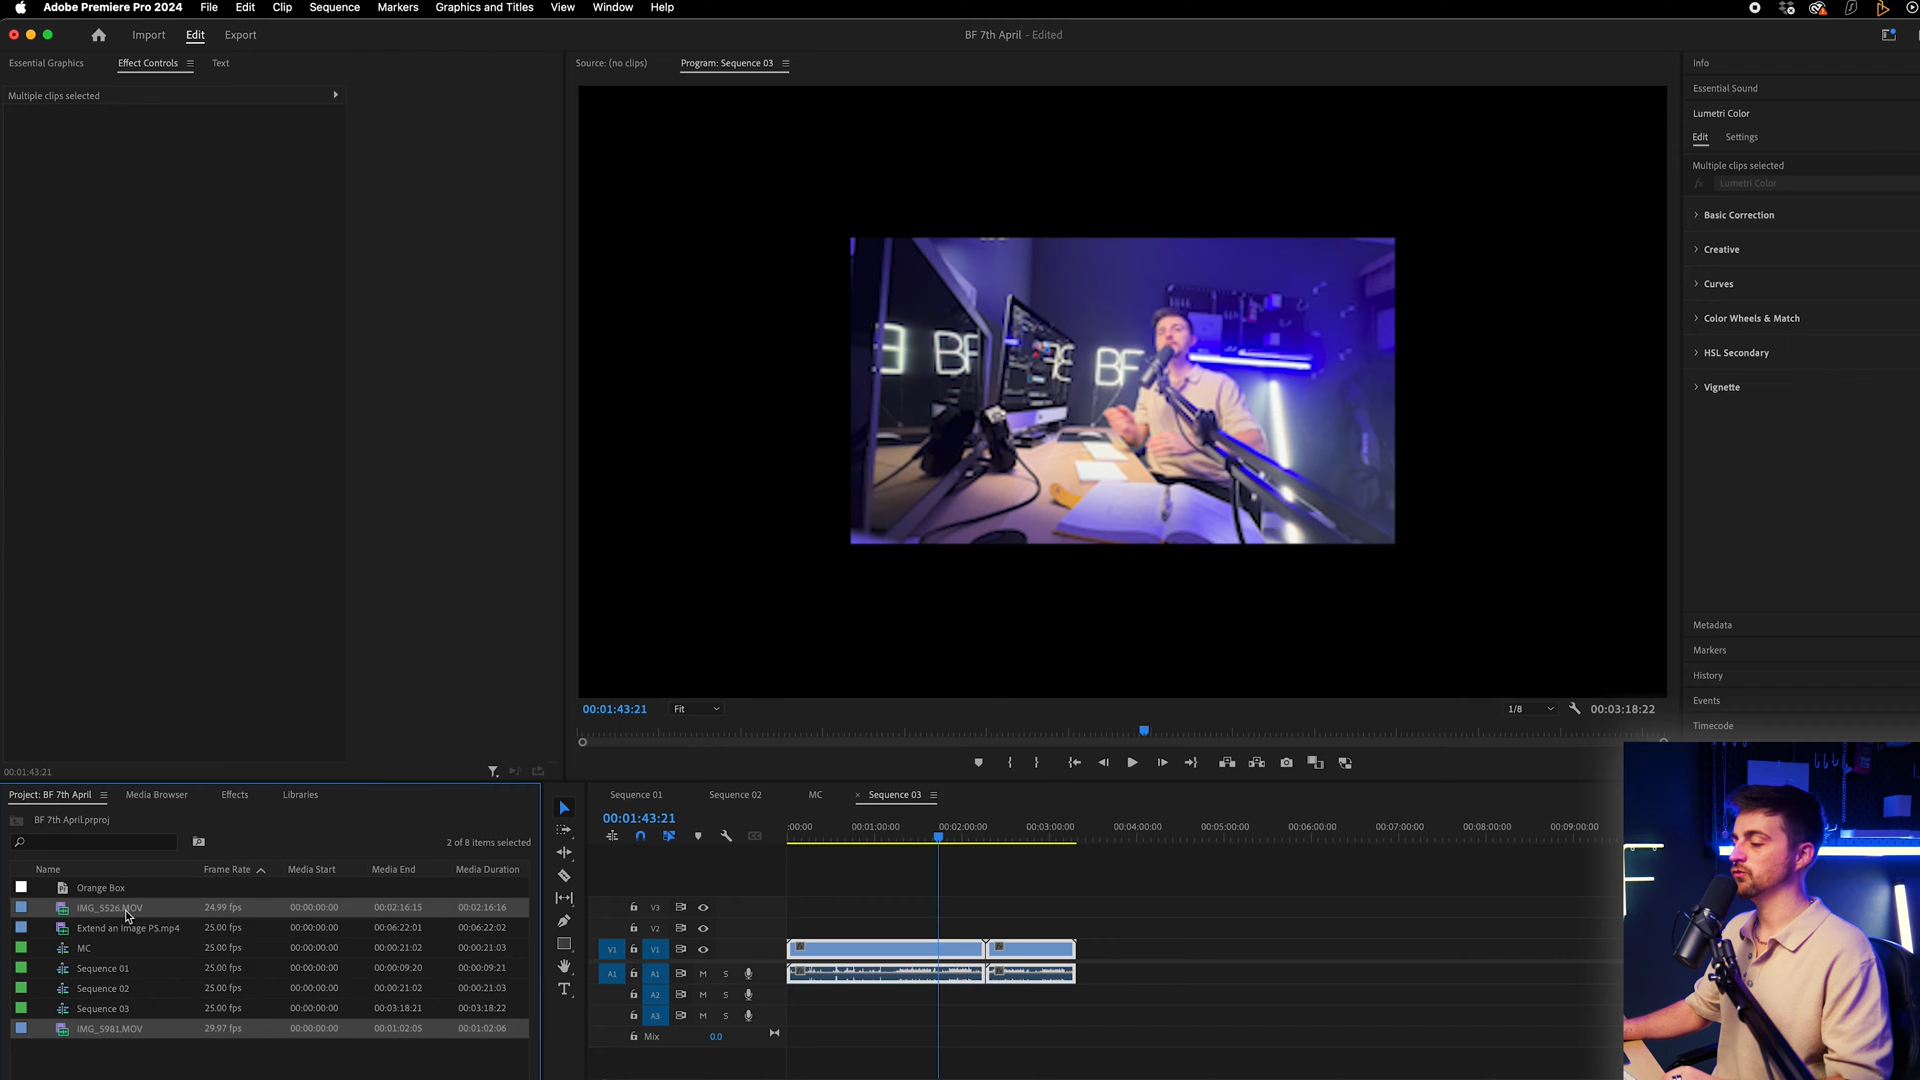 Adobe Premiere Pro 2024 File Edit Clip Sequence Markers Graphics and Titles View Window Help
Import Edit Export BF 7th April - Edited
Essential Graphics Effect Controls Text Source: (no clips) Program: Sequence 03 Info
Multiple clips selected
Essential Sound
Lumetri Color
Edit Settings
Multiple clips selected
fx Lumetri Color
Basic Correction
Creative
Curves
Color Wheels & Match
HSL Secondary
Vignette
BF
BF
Metadata
Markers
History
Events
Timecode
00:01:43:21 Fit 1/8 00:03:18:22
00:01:43:21
Project: BF 7th April Media Browser Effects Libraries
BF 7th April.prproj
2 of 8 items selected
Name Frame Rate Media Start Media End Media Duration
Orange Box
IMG_5526.MOV 24.99 fps 00:00:00:00 00:02:16:15 00:02:16:16
Extend an Image PS.mp4 25.00 fps 00:00:00:00 00:06:22:01 00:06:22:02
MC 25.00 fps 00:00:00:00 00:00:21:02 00:00:21:03
Sequence 01 25.00 fps 00:00:00:00 00:00:09:20 00:00:09:21
Sequence 02 25.00 fps 00:00:00:00 00:00:21:02 00:00:21:03
Sequence 03 25.00 fps 00:00:00:00 00:03:18:21 00:03:18:22
IMG_5981.MOV 29.97 fps 00:00:00:00 00:01:02:05 00:01:02:06
Sequence 01 Sequence 02 MC × Sequence 03
00:01:43:21
:00:00 00:01:00:00 00:02:00:00 00:03:00:00 00:04:00:00 00:05:00:00 00:06:00:00 00:07:00:00 00:08:00:00 00:09:00:00
V3
V2
V1 V1
A1 A1 M S
A2 M S
A3 M S
Mix 0.0